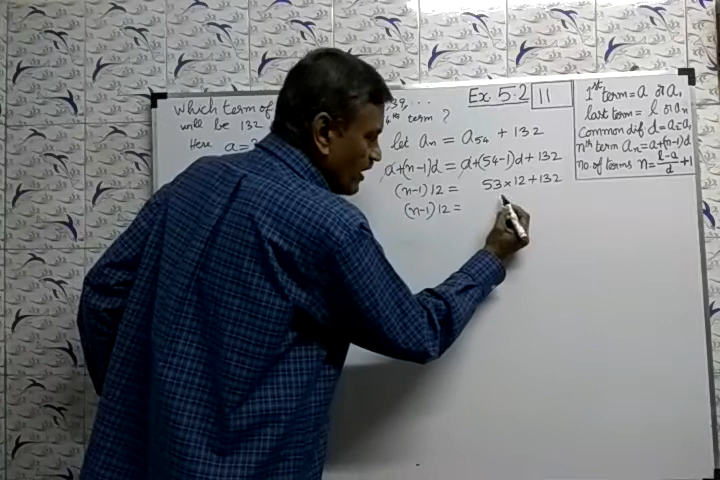 Which term of 39, ...
will be 132 term ?
Here a=
Ex 5.2 11
let aₙ = a₅₄ + 132
a+(n-1)d = a+(54-1)d+132
(n-1)12 = 53×12+132
(n-1)12 =
1st term = a or a₁
last term = l or aₙ
Common dif d=a₂=a₁
nth term aₙ=a+(n-1)d
no. of terms n = (l-a)/d +1